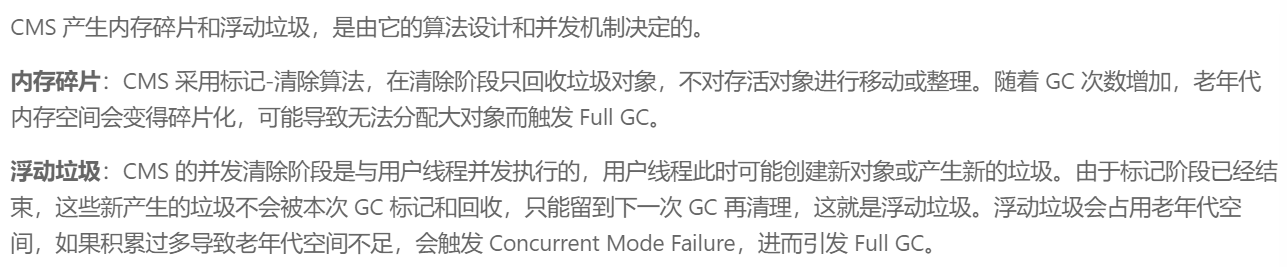 CMS 产生内存碎片和浮动垃圾，是由它的算法设计和并发机制决定的。
内存碎片：CMS 采用标记-清除算法，在清除阶段只回收垃圾对象，不对存活对象进行移动或整理。随着 GC 次数增加，老年代
内存空间会变得碎片化，可能导致无法分配大对象而触发 Full GC。
浮动垃圾：CMS 的并发清除阶段是与用户线程并发执行的，用户线程此时可能创建新对象或产生新的垃圾。由于标记阶段已经结
束，这些新产生的垃圾不会被本次 GC 标记和回收，只能留到下一次 GC 再清理，这就是浮动垃圾。浮动垃圾会占用老年代空
间，如果积累过多导致老年代空间不足，会触发 Concurrent Mode Failure，进而引发 Full GC。